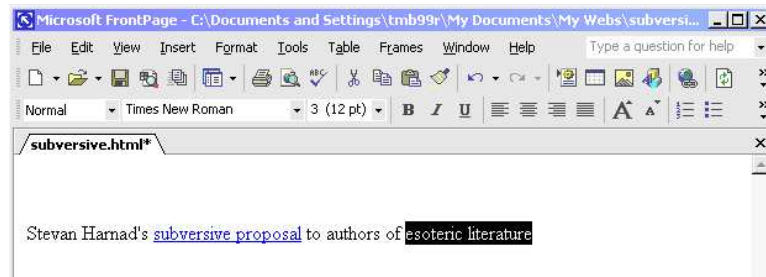 Microsoft FrontPage - C:\Documents and Settings\tmb99r\My Documents\My Webs\subversi...
File Edit View Insert Format Tools Table Frames Window Help Type a question for help
Normal Times New Roman 3 (12 pt) B I U A A
subversive.html*
Stevan Harnad's subversive proposal to authors of esoteric literature